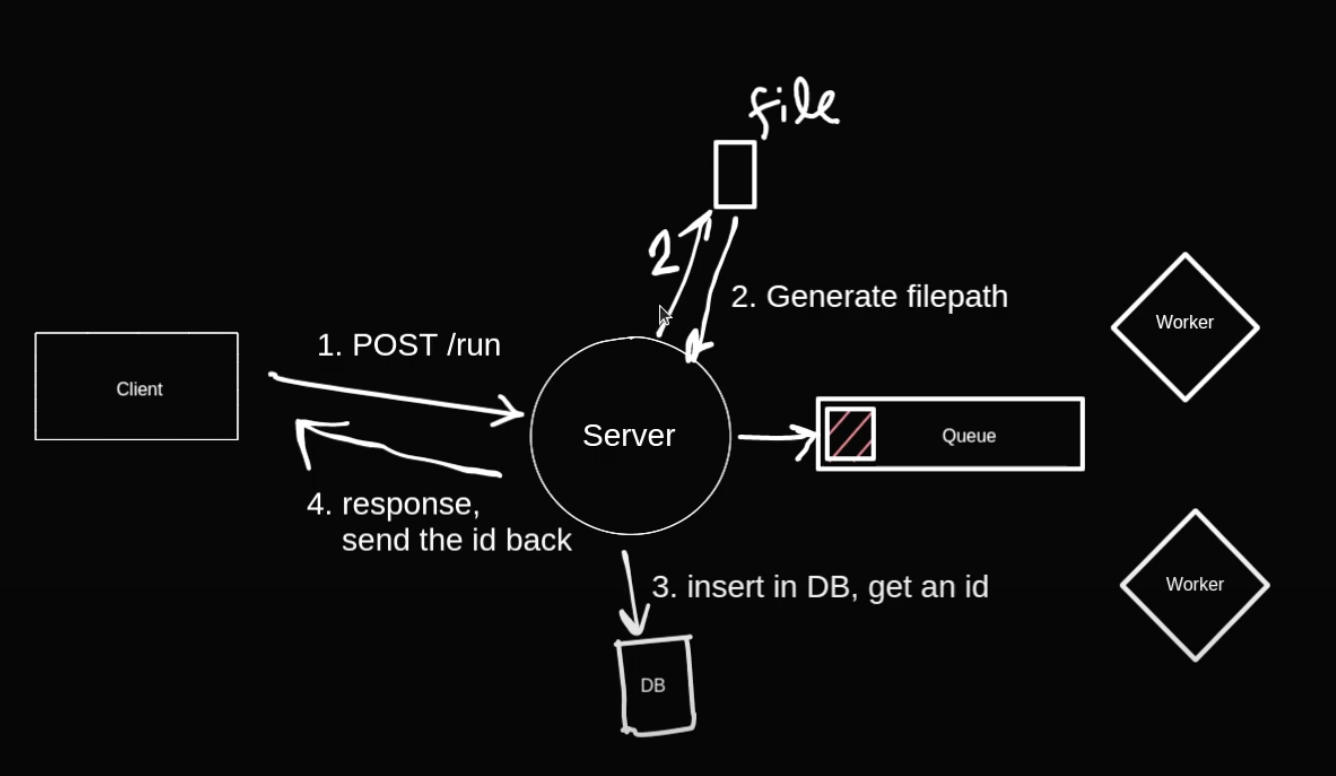 file
2
2. Generate filepath
Worker
1. POST /run
Client
Server
Queue
4. response,
send the id back
3. insert in DB, get an id
Worker
DB